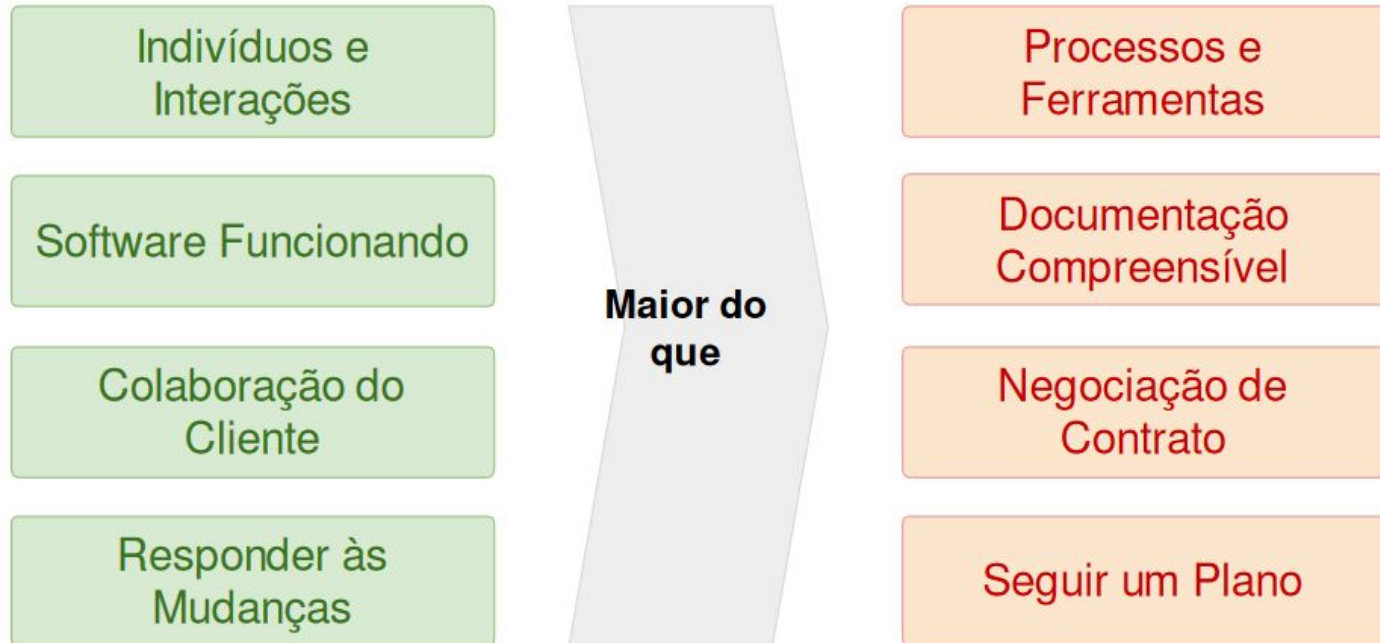 Indivíduos e
Interações
Processos e
Ferramentas
Software Funcionando
Documentação
Compreensível
Maior do
que
Colaboração do
Cliente
Negociação de
Contrato
Responder às
Mudanças
Seguir um Plano